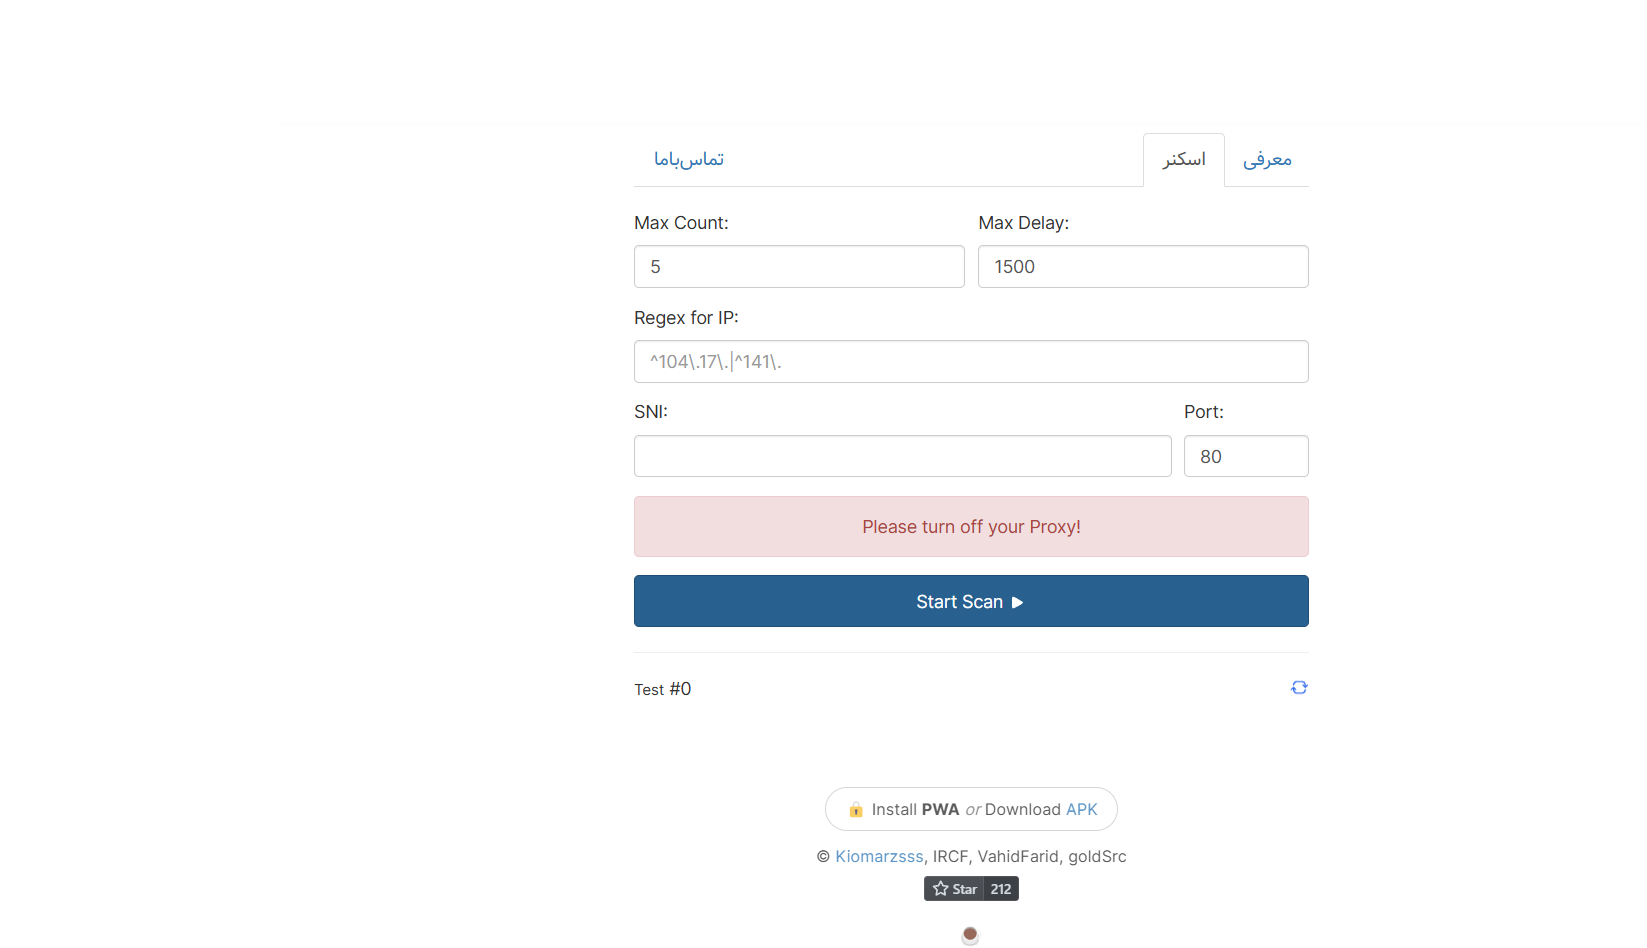 معرفی
اسکنر
تماس‌باما
Max Count: Max Delay:
5 1500
Regex for IP:
^104\.17\.|^141\.
SNI: Port:
80
Please turn off your Proxy!
Start Scan
Test #0
Install PWA or Download APK
© Kiomarzsss, IRCF, VahidFarid, goldSrc
Star 212